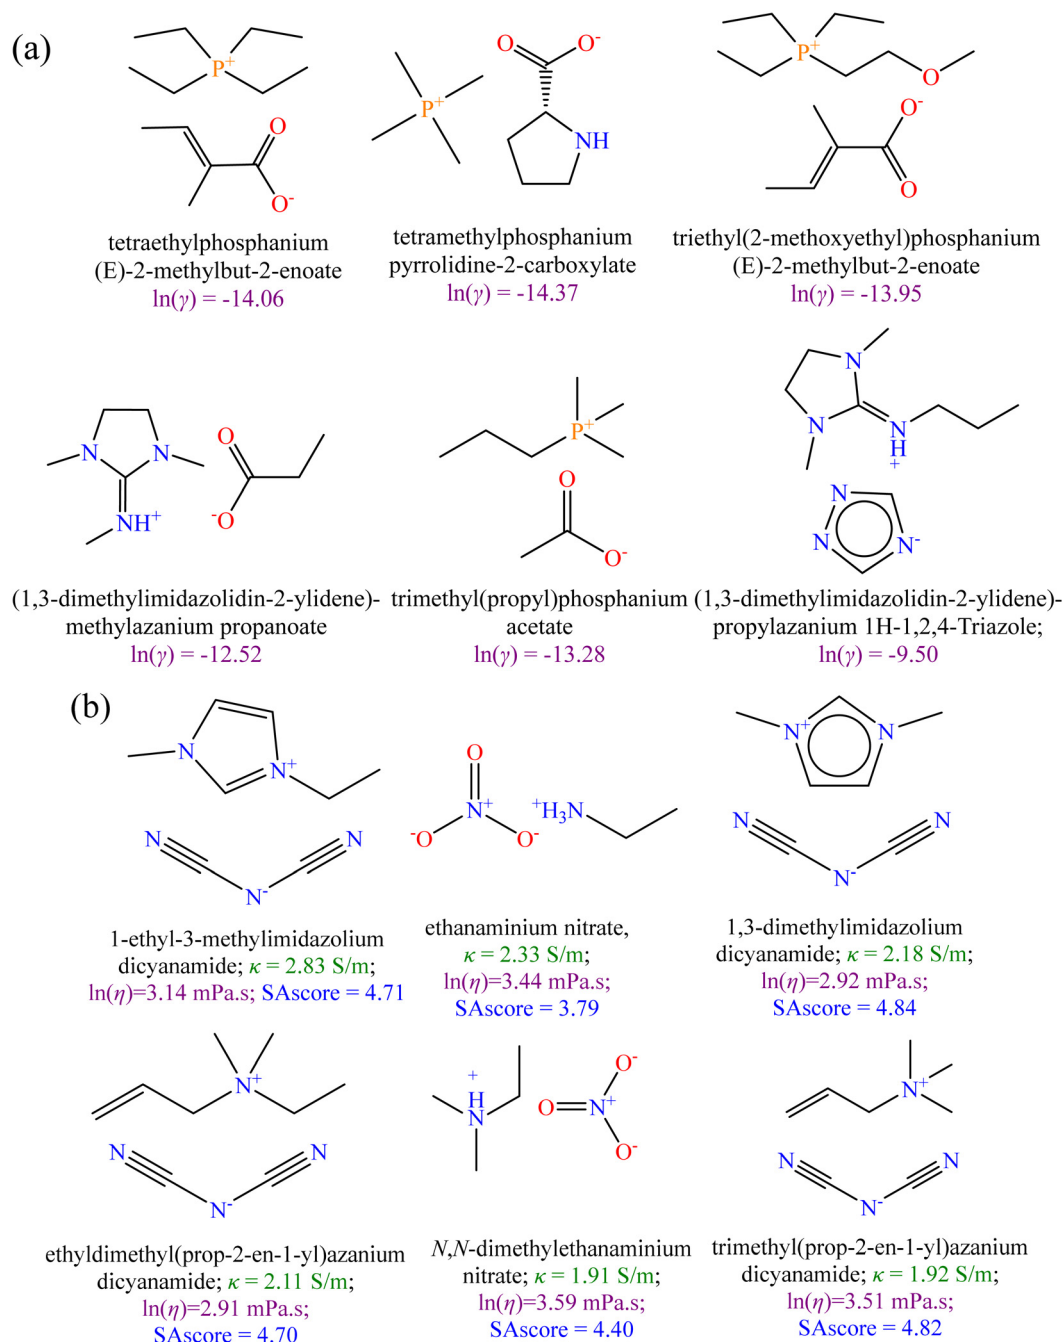 (a)
P⁺
O
O⁻
tetraethylphosphanium
(E)-2-methylbut-2-enoate
ln(γ) = -14.06
P⁺
O
O⁻
NH
tetramethylphosphanium
pyrrolidine-2-carboxylate
ln(γ) = -14.37
P⁺
O
O⁻
O
triethyl(2-methoxyethyl)phosphanium
(E)-2-methylbut-2-enoate
ln(γ) = -13.95
N
N
NH⁺
O
⁻O
(1,3-dimethylimidazolidin-2-ylidene)-
methylazanium propanoate
ln(γ) = -12.52
P⁺
O
O⁻
trimethyl(propyl)phosphanium
acetate
ln(γ) = -13.28
N
N
N
H
+
N
N
N⁻
(1,3-dimethylimidazolidin-2-ylidene)-
propylazanium 1H-1,2,4-Triazole;
ln(γ) = -9.50
(b)
N
N⁺
N
N
N⁻
1-ethyl-3-methylimidazolium
dicyanamide; κ = 2.83 S/m;
ln(η)=3.14 mPa.s; SAscore = 4.71
O
N⁺
⁻O
O⁻
⁺H₃N
ethanaminium nitrate,
κ = 2.33 S/m;
ln(η)=3.44 mPa.s;
SAscore = 3.79
N⁺
N
N
N
N⁻
1,3-dimethylimidazolium
dicyanamide; κ = 2.18 S/m;
ln(η)=2.92 mPa.s;
SAscore = 4.84
N⁺
N
N
N⁻
ethyldimethyl(prop-2-en-1-yl)azanium
dicyanamide; κ = 2.11 S/m;
ln(η)=2.91 mPa.s;
SAscore = 4.70
+
H
N
O⁻
O
N⁺
O⁻
N,N-dimethylethanaminium
nitrate; κ = 1.91 S/m;
ln(η)=3.59 mPa.s;
SAscore = 4.40
N⁺
N
N
N⁻
trimethyl(prop-2-en-1-yl)azanium
dicyanamide; κ = 1.92 S/m;
ln(η)=3.51 mPa.s;
SAscore = 4.82